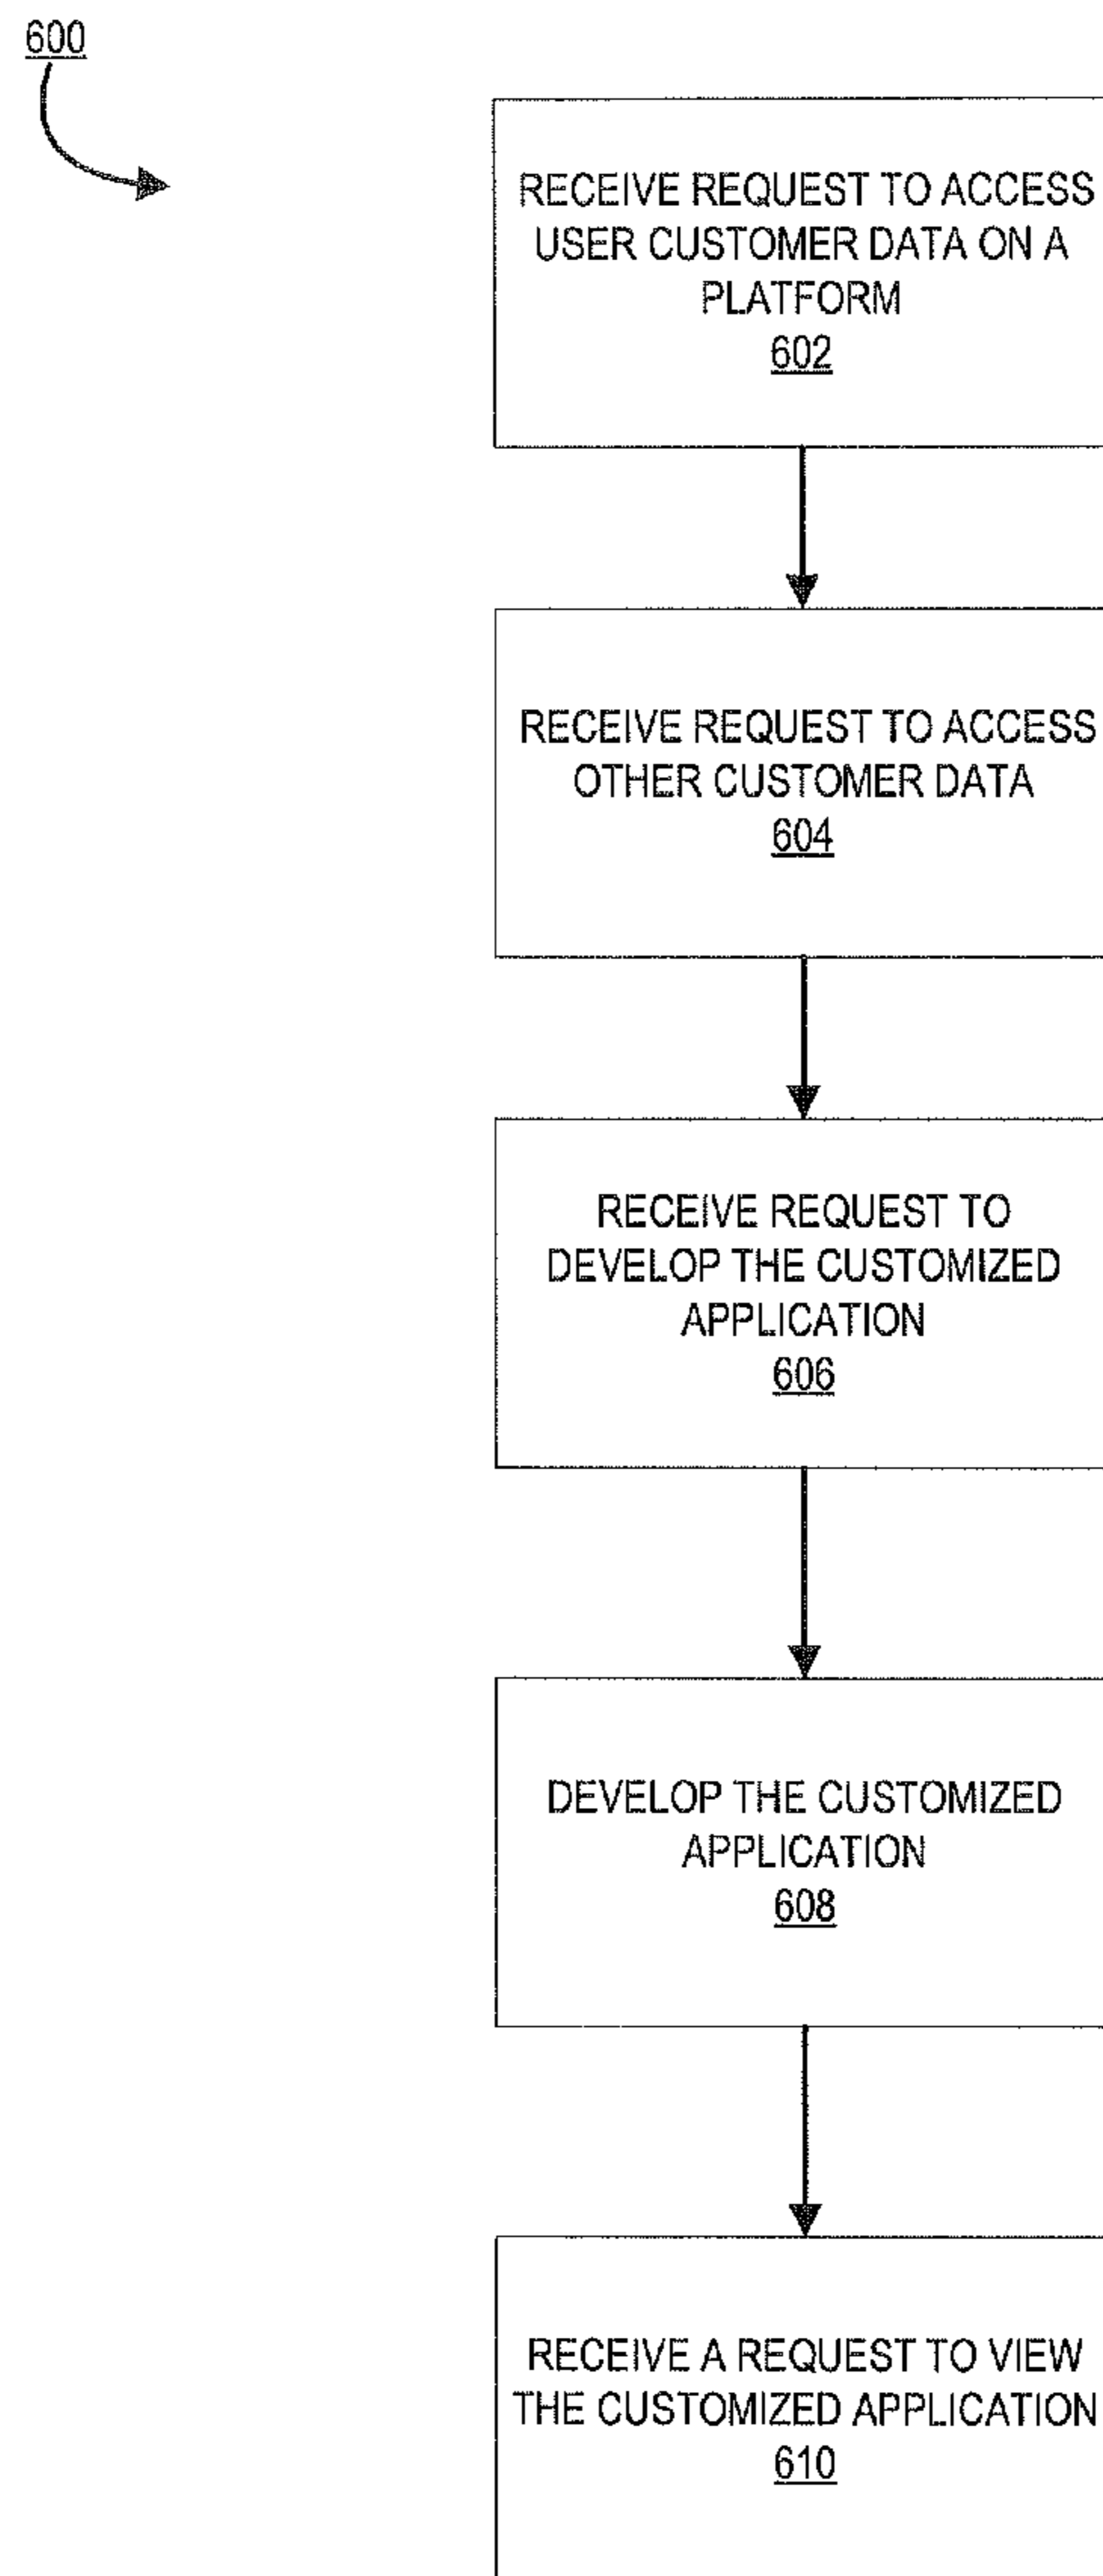 600
RECEIVE REQUEST TO ACCESS
USER CUSTOMER DATA ON A
PLATFORM
602
RECEIVE REQUEST TO ACCESS
OTHER CUSTOMER DATA
604
RECEIVE REQUEST TO
DEVELOP THE CUSTOMIZED
APPLICATION
606
DEVELOP THE CUSTOMIZED
APPLICATION
608
RECEIVE A REQUEST TO VIEW
THE CUSTOMIZED APPLICATION
610